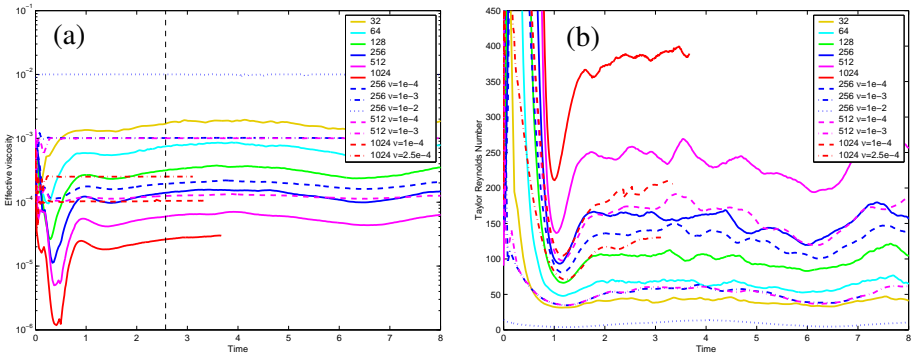 (a)
10^-1
10^-2
10^-3
10^-4
10^-5
10^-6
0 1 2 3 4 5 6 7 8
Time
Effective viscosity
32
64
128
256
512
1024
256 ν=1e-4
256 ν=1e-3
256 ν=1e-2
512 ν=1e-4
512 ν=1e-3
1024 ν=1e-4
1024 ν=2.5e-4
(b)
450
400
350
300
250
200
150
100
50
0
0 1 2 3 4 5 6 7 8
Time
Taylor Reynolds Number
32
64
128
256
512
1024
256 ν=1e-4
256 ν=1e-3
256 ν=1e-2
512 ν=1e-4
512 ν=1e-3
1024 ν=1e-4
1024 ν=2.5e-4